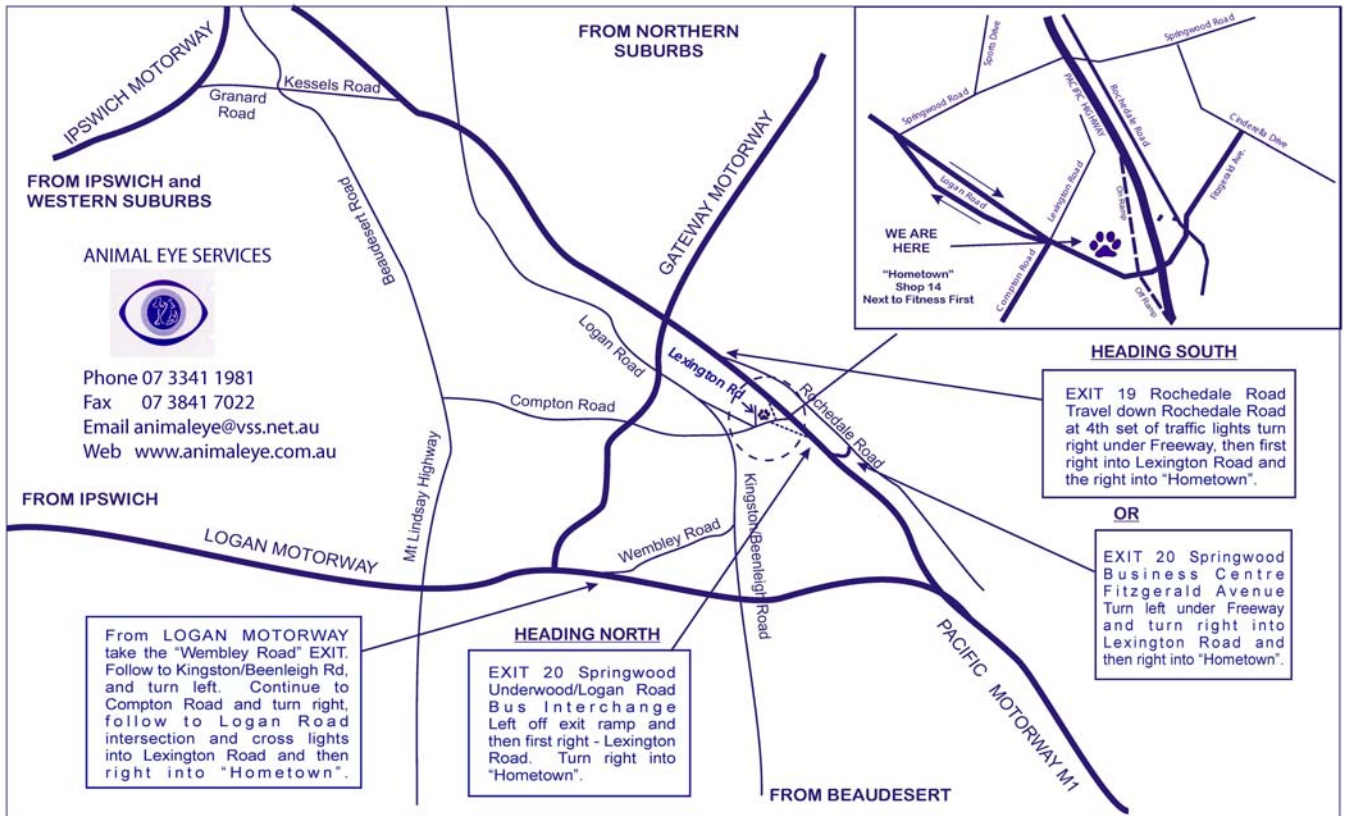 FROM NORTHERN
SUBURBS
IPSWICH MOTORWAY
Kessels Road
Granard
Road
FROM IPSWICH and
WESTERN SUBURBS
Beaudesert Road
GATEWAY MOTORWAY
ANIMAL EYE SERVICES
Phone 07 3341 1981
Fax 07 3841 7022
Email animaleye@vss.net.au
Web www.animaleye.com.au
Logan Road
Lexington Rd
Compton Road
Rochedale Road
Mt Lindsay Highway
FROM IPSWICH
LOGAN MOTORWAY
Wembley Road
Kingston/Beenleigh Road
PACIFIC MOTORWAY M1
FROM BEAUDESERT
Sports Drive
Springwood Road
Springwood Road
PACIFIC HIGHWAY
Rochedale Road
Cinderella Drive
Fitzgerald Ave.
Logan Road
Lexington Road
On Ramp
Off Ramp
Compton Road
WE ARE
HERE
“Hometown”
Shop 14
Next to Fitness First
HEADING SOUTH
EXIT 19 Rochedale Road
Travel down Rochedale Road
at 4th set of traffic lights turn
right under Freeway, then first
right into Lexington Road and
the right into “Hometown”.
OR
EXIT 20 Springwood
Business Centre
Fitzgerald Avenue
Turn left under Freeway
and turn right into
Lexington Road and
then right into “Hometown”.
HEADING NORTH
EXIT 20 Springwood
Underwood/Logan Road
Bus Interchange
Left off exit ramp and
then first right - Lexington
Road. Turn right into
“Hometown”.
From LOGAN MOTORWAY
take the “Wembley Road” EXIT.
Follow to Kingston/Beenleigh Rd,
and turn left. Continue to
Compton Road and turn right,
follow to Logan Road
intersection and cross lights
into Lexington Road and then
right into “Hometown”.